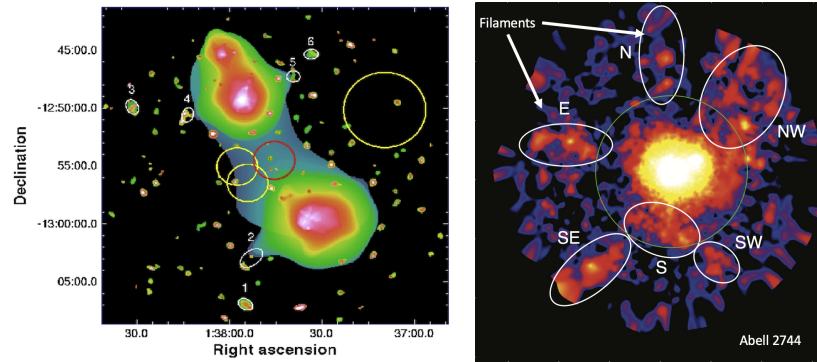 45:00.0
-12:50:00.0
55:00.0
-13:00:00.0
05:00.0
Declination
30.0
1:38:00.0
30.0
37:00.0
Right ascension
6
5
3
4
2
1
Filaments
N
E
NW
SE
S
SW
Abell 2744